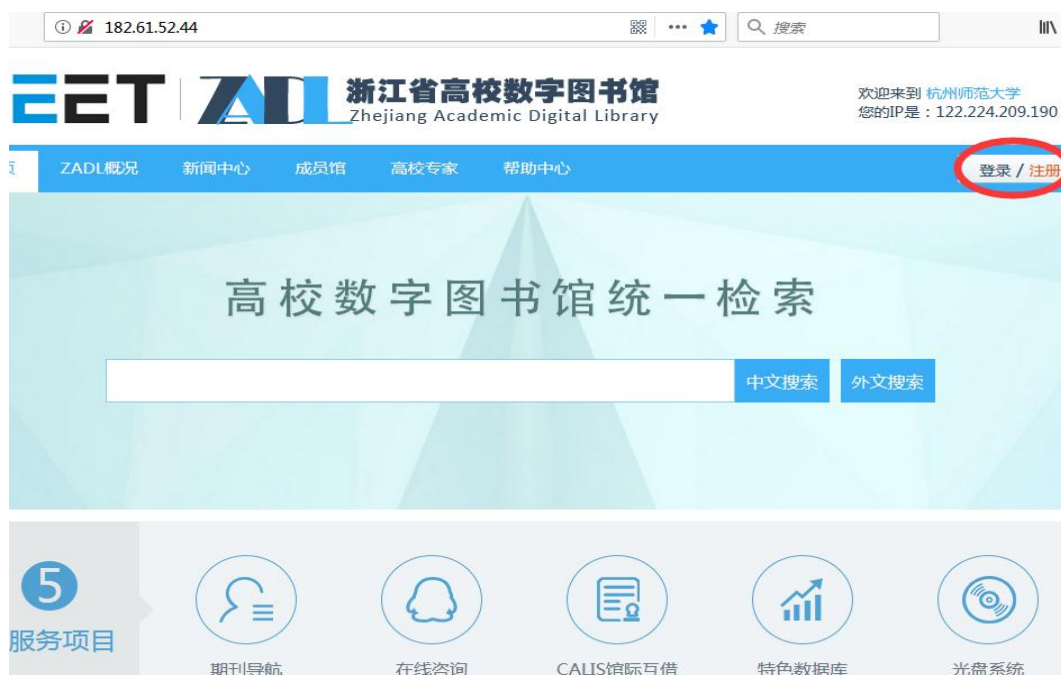 182.61.52.44
搜索
EET ZADL 浙江省高校数字图书馆
Zhejiang Academic Digital Library
欢迎来到 杭州师范大学
您的IP是：122.224.209.190
ZADL概况 新闻中心 成员馆 高校专家 帮助中心 登录 / 注册
高校数字图书馆统一检索
中文搜索 外文搜索
5
服务项目
期刊导航 在线咨询 CALIS馆际互借 特色数据库 光盘系统